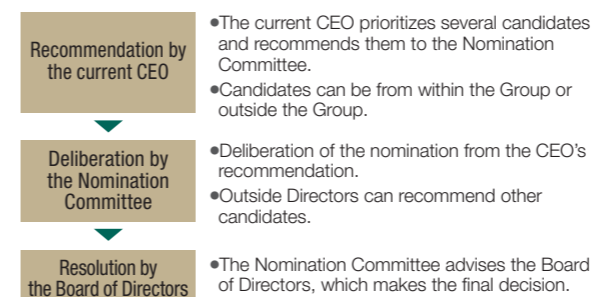 Recommendation by
the current CEO
●The current CEO prioritizes several candidates
and recommends them to the Nomination
Committee.
●Candidates can be from within the Group or
outside the Group.
Deliberation by
the Nomination
Committee
●Deliberation of the nomination from the CEO's
recommendation.
●Outside Directors can recommend other
candidates.
Resolution by
the Board of Directors
●The Nomination Committee advises the Board
of Directors, which makes the final decision.